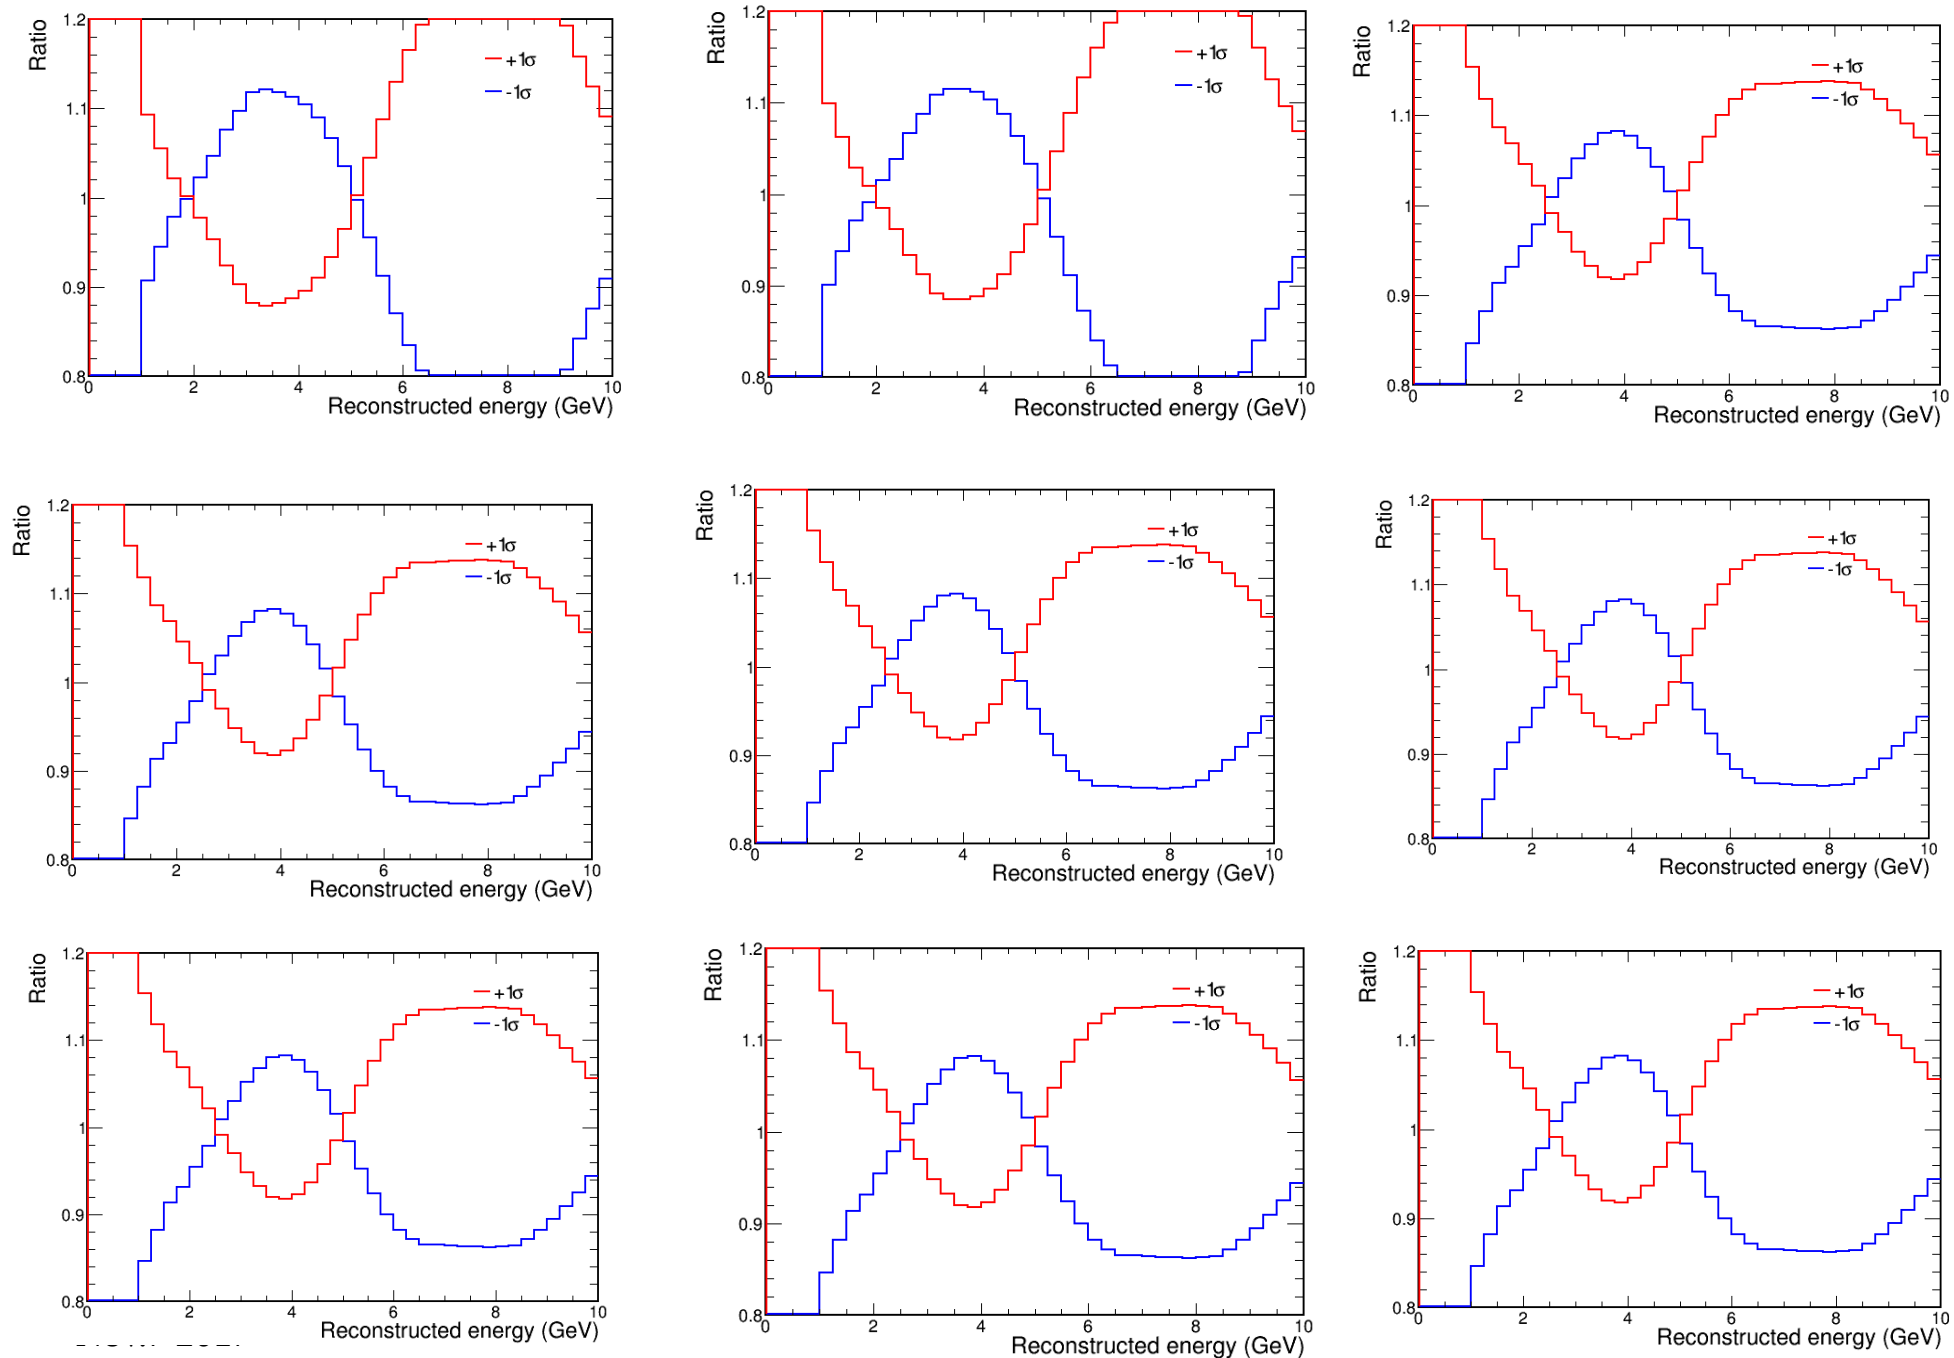 Ratio
1.2
1.1
1
0.9
0.8
+1σ
-1σ
0 2 4 6 8 10
Reconstructed energy (GeV)
Ratio
1.2
1.1
1
0.9
0.8
+1σ
-1σ
0 2 4 6 8 10
Reconstructed energy (GeV)
Ratio
1.2
1.1
1
0.9
0.8
+1σ
-1σ
0 2 4 6 8 10
Reconstructed energy (GeV)
Ratio
1.2
1.1
1
0.9
0.8
+1σ
-1σ
0 2 4 6 8 10
Reconstructed energy (GeV)
Ratio
1.2
1.1
1
0.9
0.8
+1σ
-1σ
0 2 4 6 8 10
Reconstructed energy (GeV)
Ratio
1.2
1.1
1
0.9
0.8
+1σ
-1σ
0 2 4 6 8 10
Reconstructed energy (GeV)
Ratio
1.2
1.1
1
0.9
0.8
+1σ
-1σ
0 2 4 6 8 10
Reconstructed energy (GeV)
Ratio
1.2
1.1
1
0.9
0.8
+1σ
-1σ
0 2 4 6 8 10
Reconstructed energy (GeV)
Ratio
1.2
1.1
1
0.9
0.8
+1σ
-1σ
0 2 4 6 8 10
Reconstructed energy (GeV)